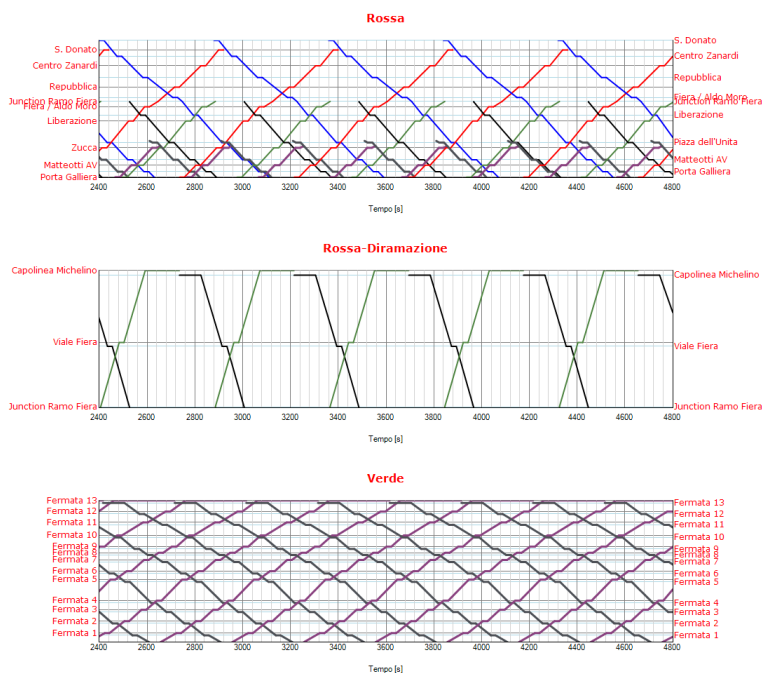 Rossa
S. Donato
Centro Zanardi
Repubblica
Junction Ramo Fiera
Fiera / Aldo Moro
Liberazione
Zucca
Matteotti AV
Porta Galliera
S. Donato
Centro Zanardi
Repubblica
Fiera / Aldo Moro
Junction Ramo Fiera
Liberazione
Piaza dell'Unita
Matteotti AV
Porta Galliera
2400 2600 2800 3000 3200 3400 3600 3800 4000 4200 4400 4600 4800
Tempo [s]
Rossa-Diramazione
Capolinea Michelino
Viale Fiera
Junction Ramo Fiera
Capolinea Michelino
Viale Fiera
Junction Ramo Fiera
2400 2600 2800 3000 3200 3400 3600 3800 4000 4200 4400 4600 4800
Tempo [s]
Verde
Fermata 13
Fermata 12
Fermata 11
Fermata 10
Fermata 9
Fermata 8
Fermata 7
Fermata 6
Fermata 5
Fermata 4
Fermata 3
Fermata 2
Fermata 1
Fermata 13
Fermata 12
Fermata 11
Fermata 10
Fermata 9
Fermata 8
Fermata 7
Fermata 6
Fermata 5
Fermata 4
Fermata 3
Fermata 2
Fermata 1
2400 2600 2800 3000 3200 3400 3600 3800 4000 4200 4400 4600 4800
Tempo [s]